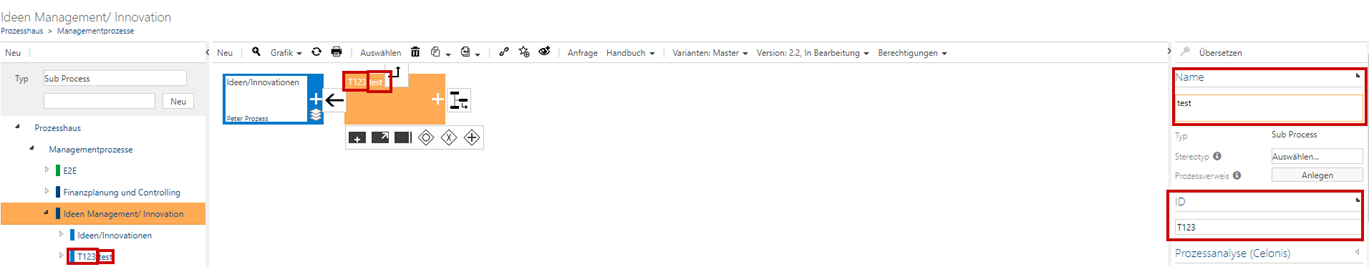 Ideen Management/ Innovation
Prozesshaus > Managementprozesse
Neu
Typ Sub Process
Neu
Prozesshaus
Managementprozesse
E2E
Finanzplanung und Controlling
Ideen Management/ Innovation
Ideen/Innovationen
T123 test
Neu Grafik Auswählen Anfrage Handbuch Varianten: Master Version: 2.2, In Bearbeitung Berechtigungen
Ideen/Innovationen
Peter Prozess
T123 test
Übersetzen
Name
test
Typ Sub Process
Stereotyp Auswählen...
Prozessverweis Anlegen
ID
T123
Prozessanalyse (Celonis)